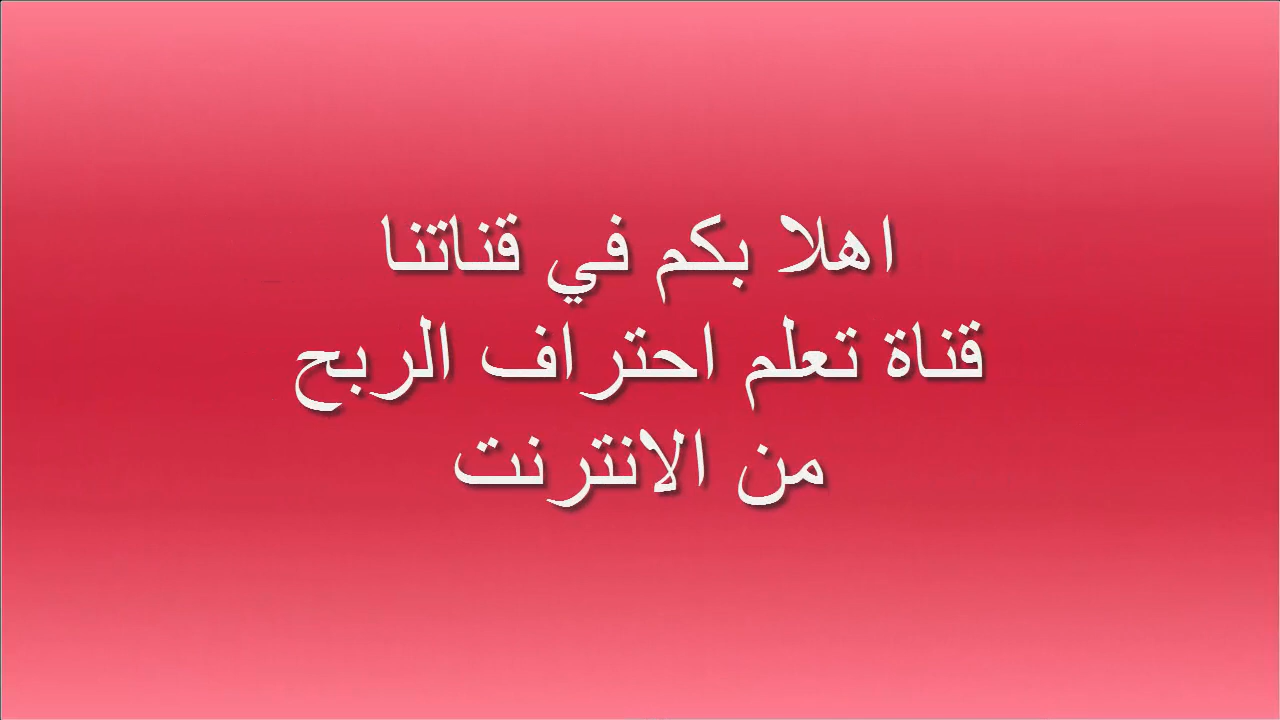 اهلا بكم في قناتنا
قناة تعلم احتراف الربح
من الانترنت